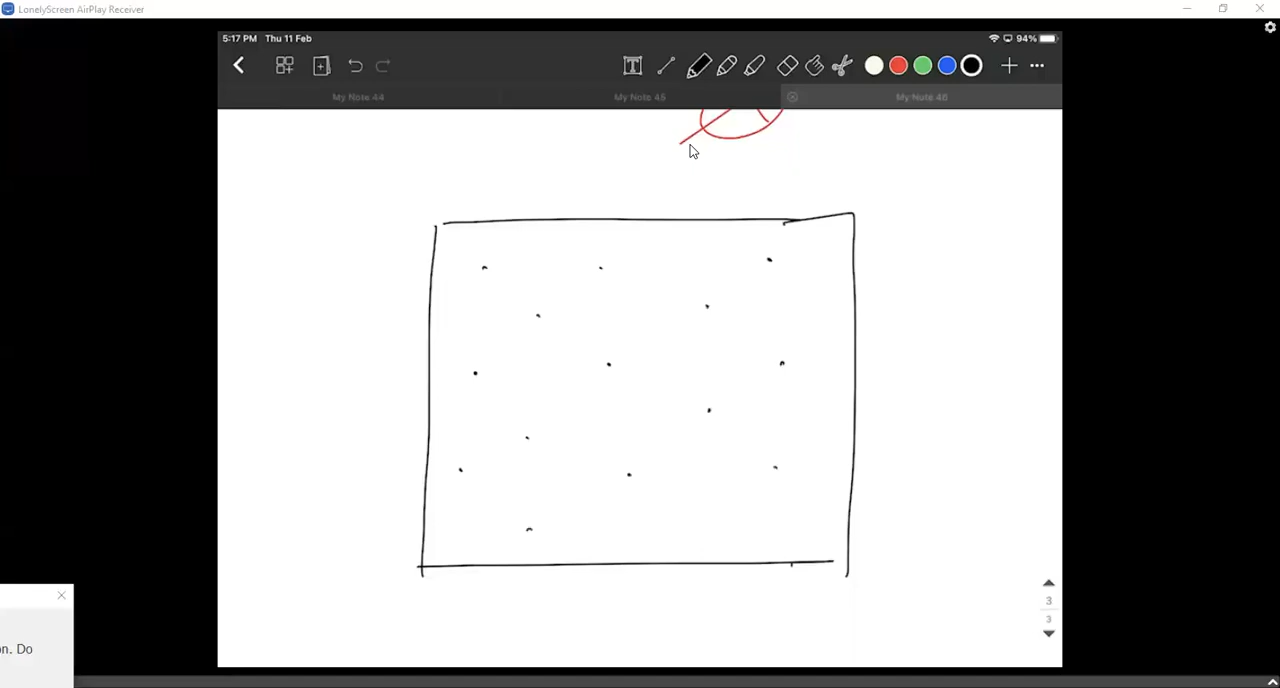 LonelyScreen AirPlay Receiver
5:17 PM Thu 11 Feb
94%
My Note 44
My Note 45
My Note 46
3
3
on. Do